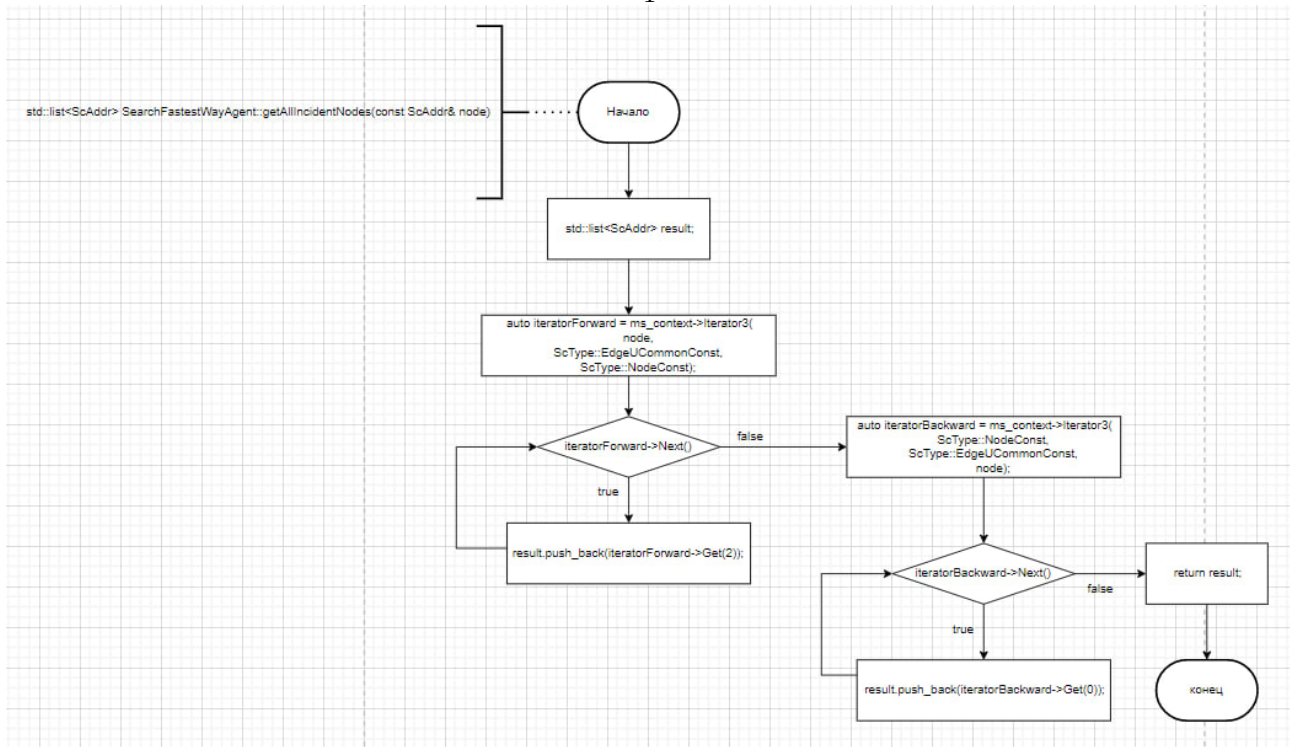 std::list<ScAddr> SearchFastestWayAgent::getAllIncidentNodes(const ScAddr& node)
Начало
std::list<ScAddr> result;
auto iteratorForward = ms_context->Iterator3(
node,
ScType::EdgeUCommonConst,
ScType::NodeConst);
iteratorForward->Next()
false
true
result.push_back(iteratorForward->Get(2));
auto iteratorBackward = ms_context->Iterator3(
ScType::NodeConst,
ScType::EdgeUCommonConst,
node);
iteratorBackward->Next()
false
true
result.push_back(iteratorBackward->Get(0));
return result;
конец